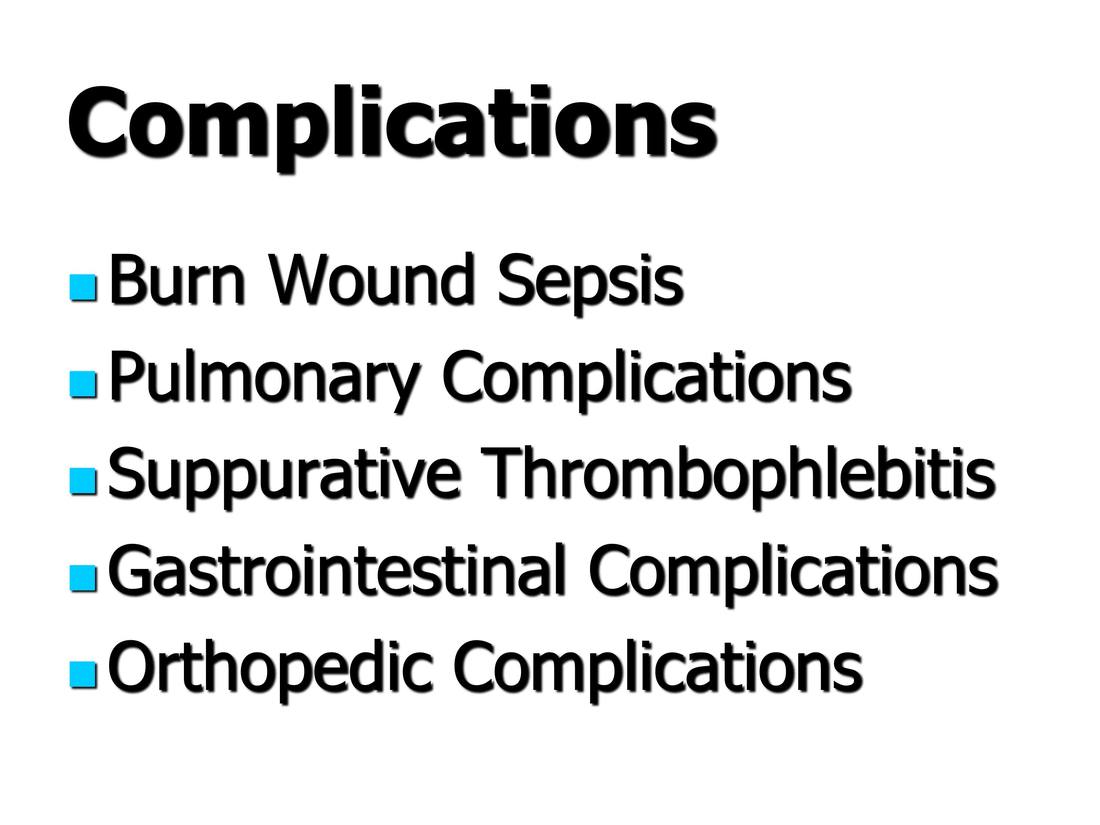 Complications
Burn Wound Sepsis
Pulmonary Complications
Suppurative Thrombophlebitis
Gastrointestinal Complications
Orthopedic Complications